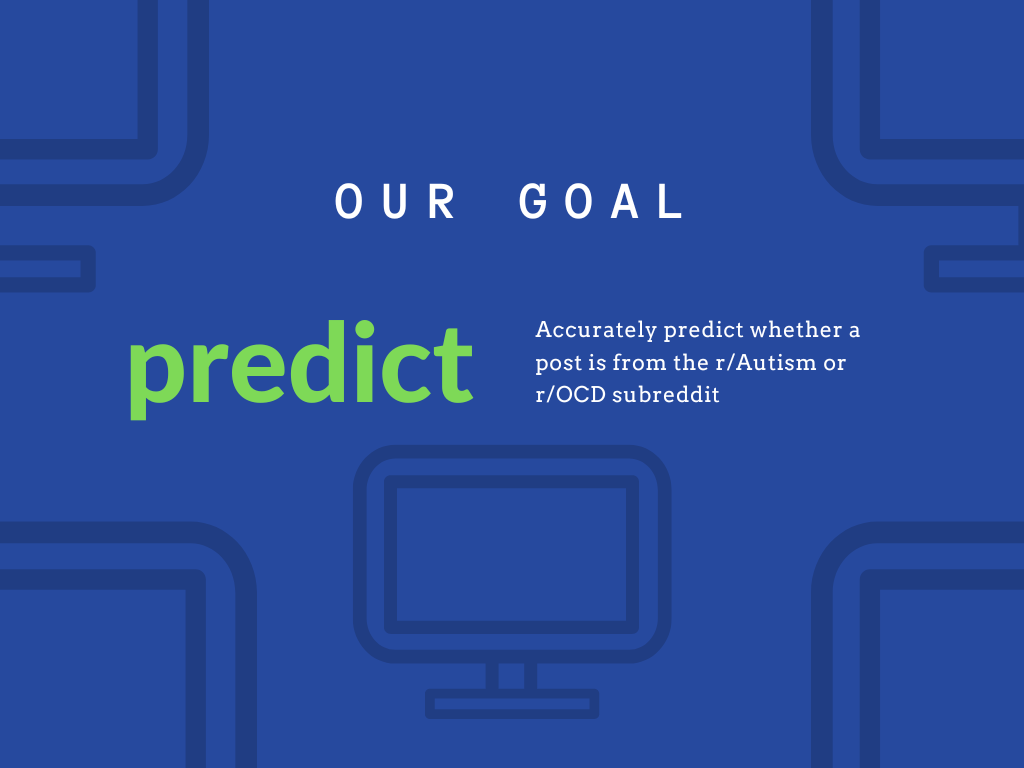 OUR GOAL
predict
Accurately predict whether a
post is from the r/Autism or
r/OCD subreddit